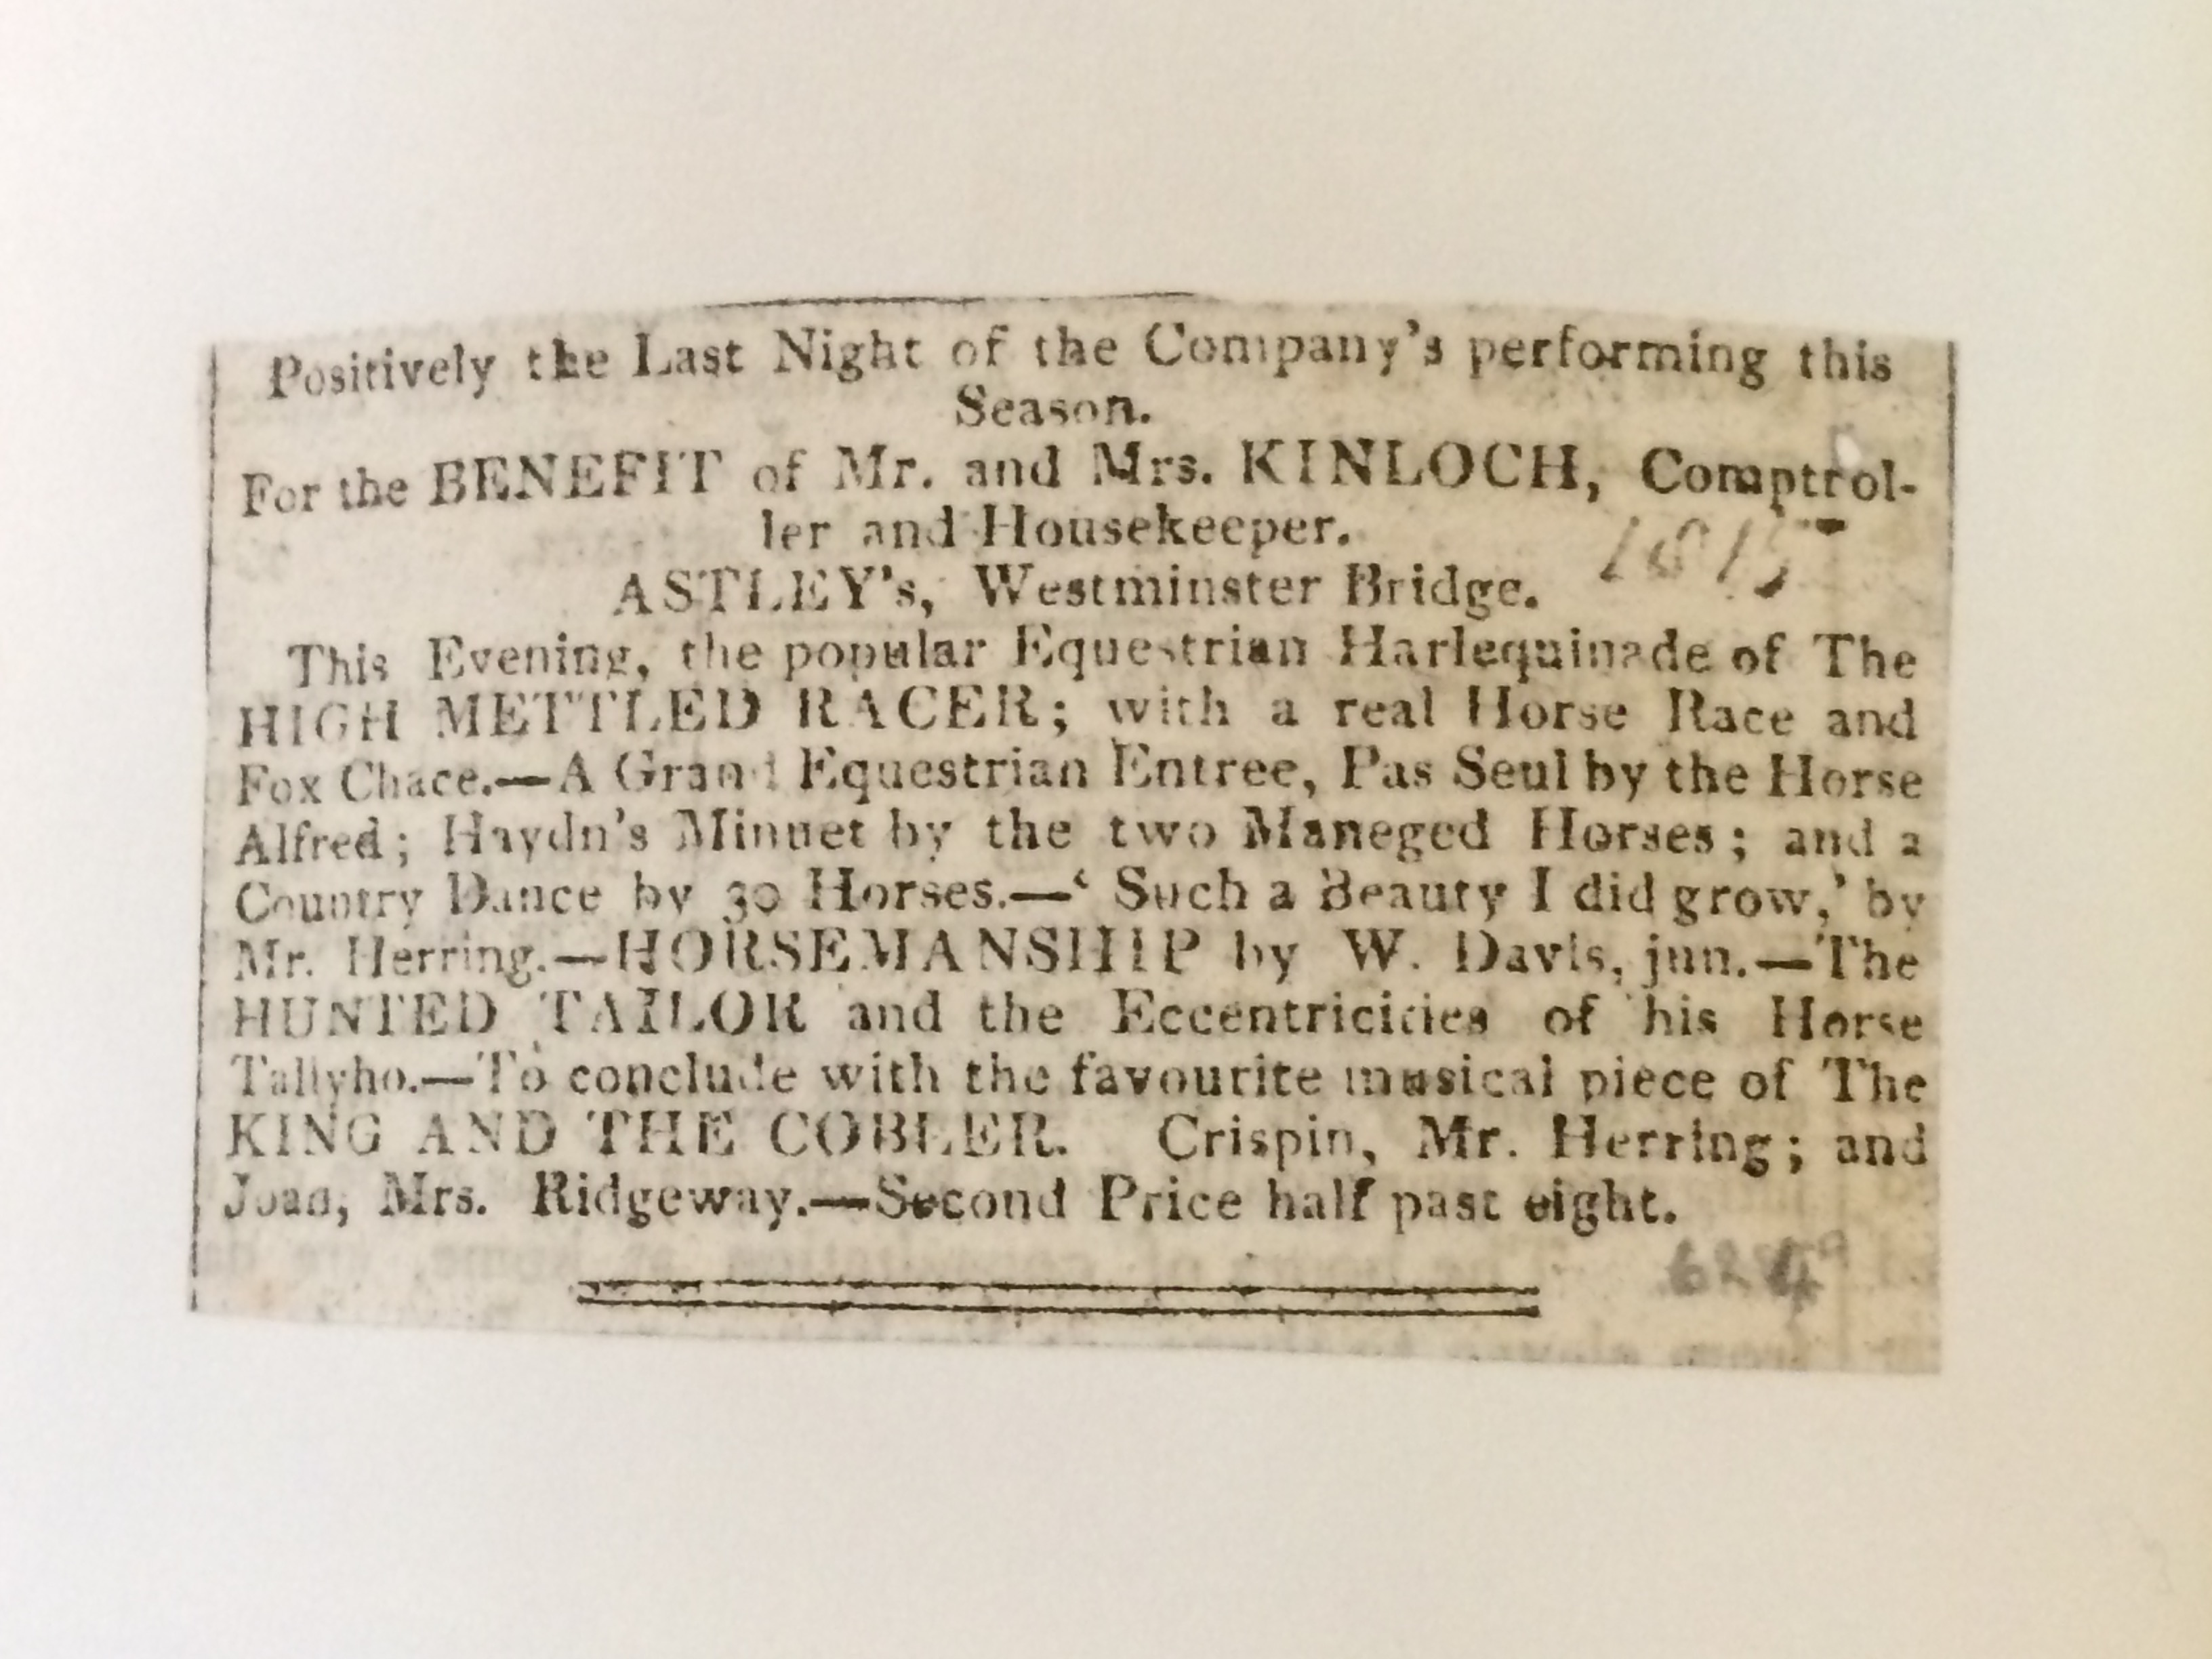 Positively the Last Night of the Company's performing this
Season.
For the BENEFIT of Mr. and Mrs. KINLOCH, Comptrol-
ler and Housekeeper.
1815
ASTLEY's, Westminster Bridge.
This Evening, the popular Equestrian Harlequinade of The
HIGH METTLED RACER; with a real Horse Race and
Fox Chace.—A Grand Equestrian Entree, Pas Seul by the Horse
Alfred; Haydn's Minuet by the two Maneged Horses; and a
Country Dance by 30 Horses.—‘ Such a Beauty I did grow,’ by
Mr. Herring.—HORSEMANSHIP by W. Davis, jun.—The
HUNTED TAILOR and the Eccentricities of his Horse
Tallyho.—To conclude with the favourite musical piece of The
KING AND THE COBLER. Crispin, Mr. Herring; and
Joan, Mrs. Ridgeway.—Second Price half past eight.